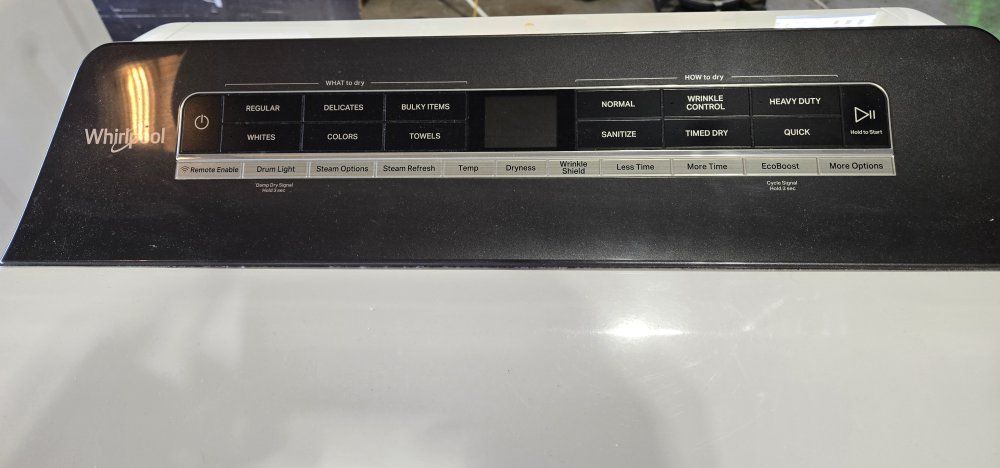 WHAT to dry
HOW to dry
Whirlpool
REGULAR DELICATES BULKY ITEMS
WHITES COLORS TOWELS
NORMAL WRINKLE CONTROL HEAVY DUTY
SANITIZE TIMED DRY QUICK
Hold to Start
Remote Enable Drum Light Steam Options Steam Refresh Temp Dryness Wrinkle Shield Less Time More Time EcoBoost More Options
Damp Dry Signal
Hold 3 sec
Cycle Signal
Hold 3 sec